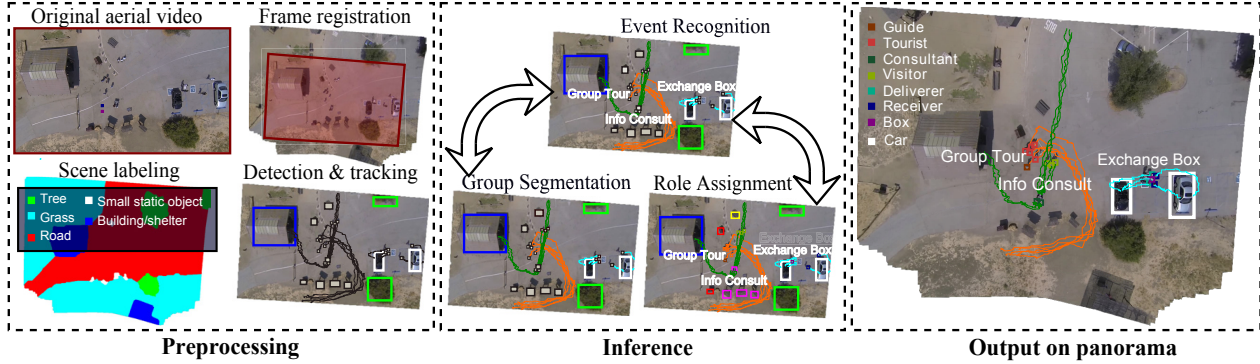 Original aerial video
Frame registration
Scene labeling
Tree
Grass
Road
Small static object
Building/shelter
Detection & tracking
Preprocessing
Event Recognition
Group Tour
Exchange Box
Info Consult
Group Segmentation
Role Assignment
Group Tour
Exchange Box
Info Consult
Inference
Guide
Tourist
Consultant
Visitor
Deliverer
Receiver
Box
Car
Group Tour
Info Consult
Exchange Box
Output on panorama